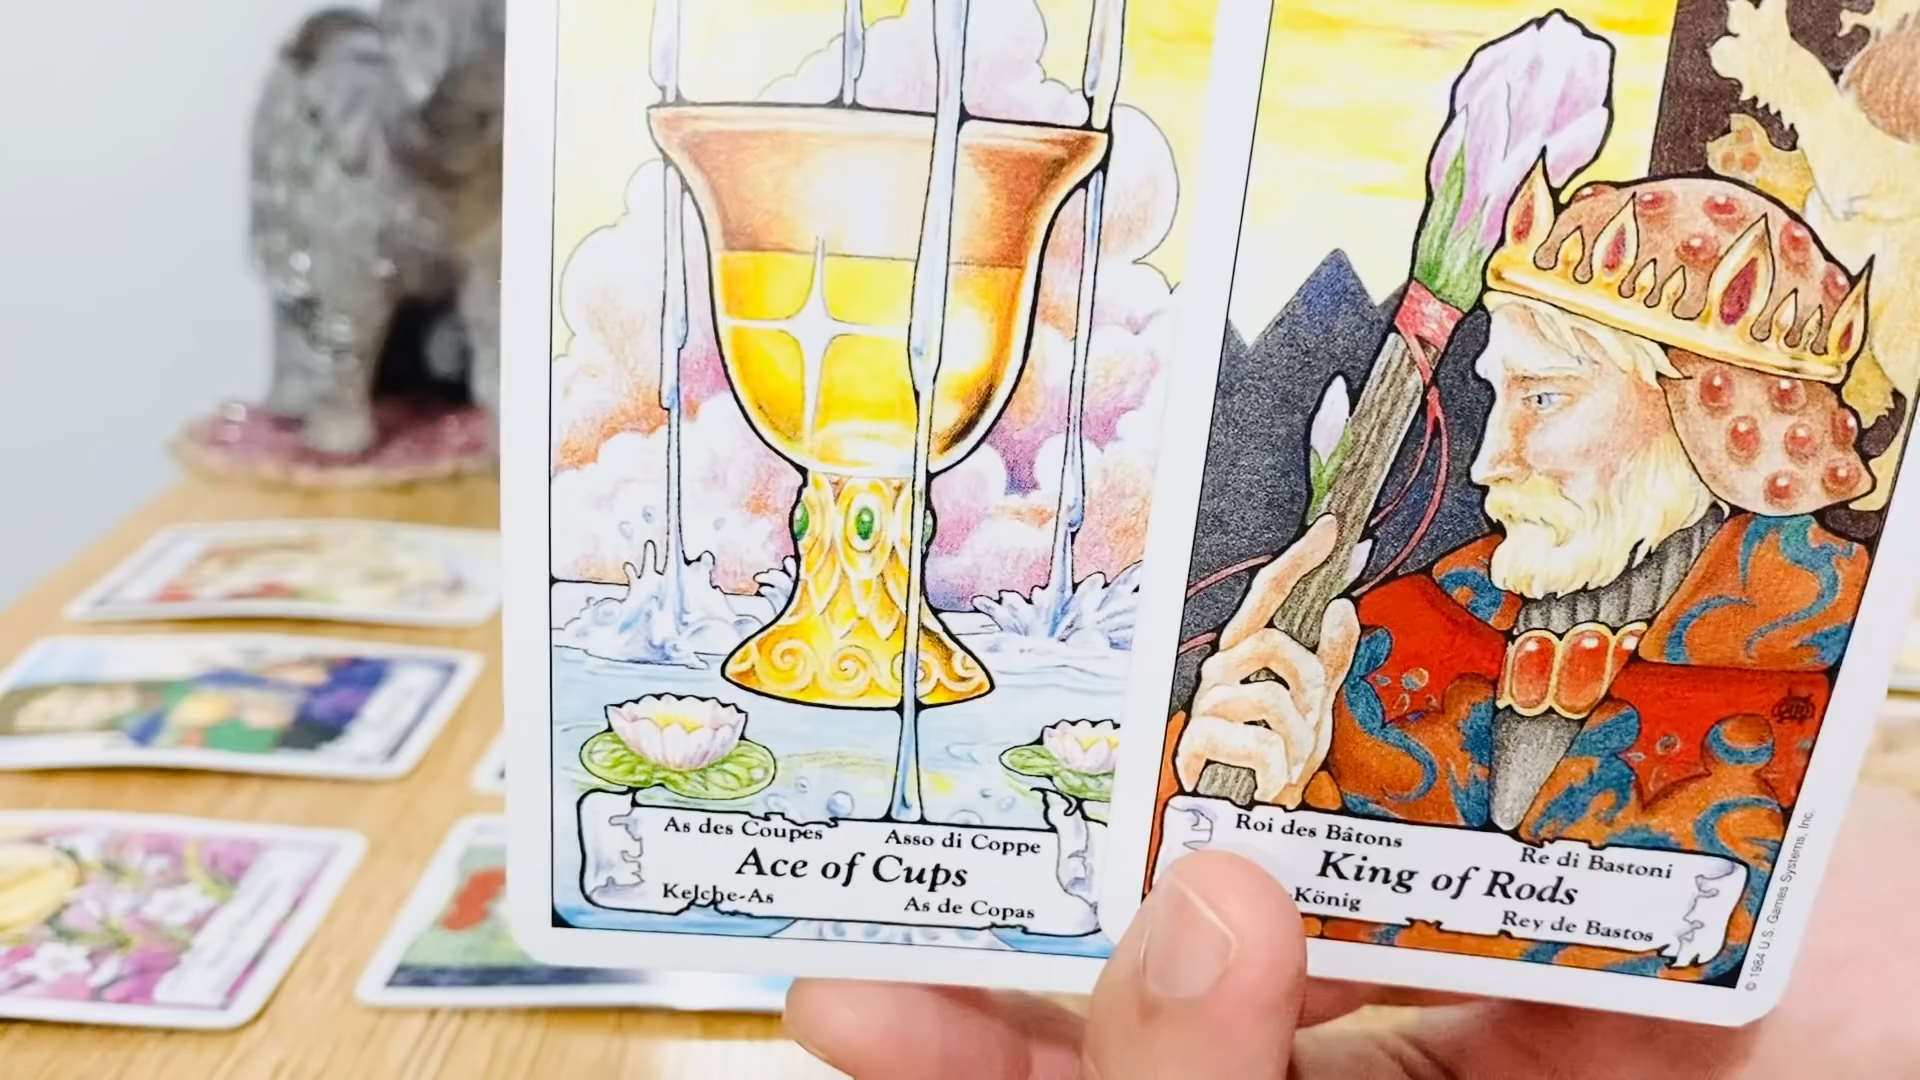 As des Coupes Asso di Coppe
Ace of Cups
Kelche-As As de Copas
Roi des Bâtons Re di Bastoni
King of Rods
-König Rey de Bastos
© 1984 U.S. Games Systems, Inc.